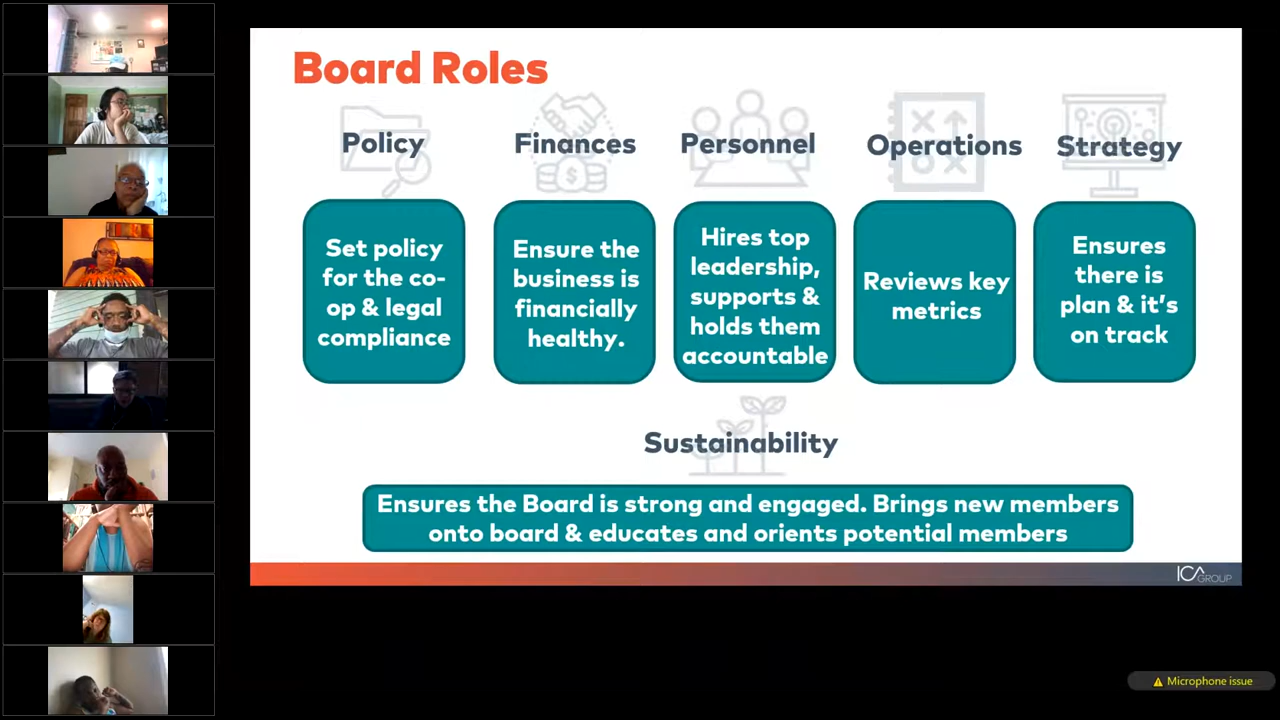 Board Roles
Policy
Finances
Personnel
Operations
Strategy
Set policy
for the co-
op & legal
compliance
Ensure the
business is
financially
healthy.
Hires top
leadership,
supports &
holds them
accountable
Reviews key
metrics
Ensures
there is
plan & it's
on track
Sustainability
Ensures the Board is strong and engaged. Brings new members
onto board & educates and orients potential members
ICA GROUP
Microphone issue